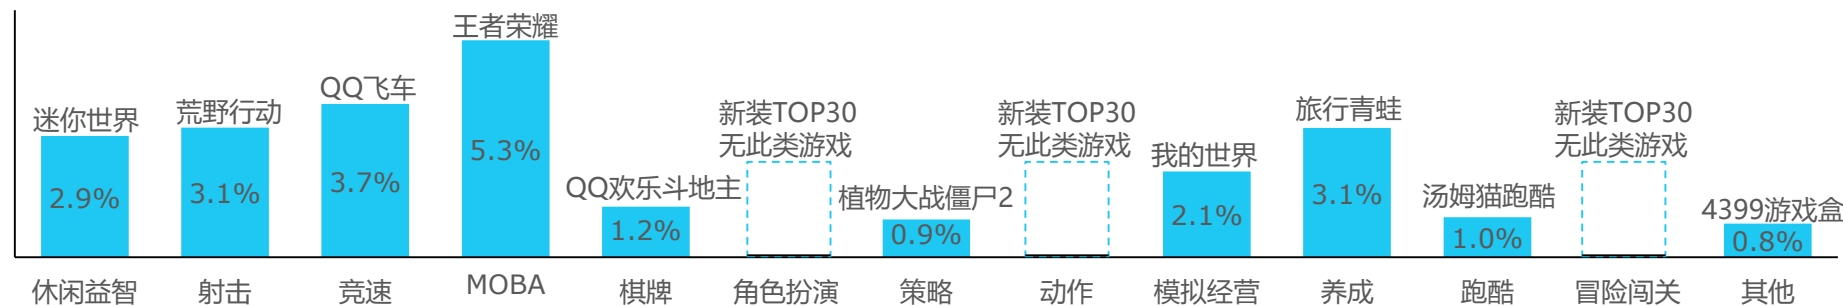 王者荣耀
QQ飞车
迷你世界
荒野行动
新装TOP30
无此类游戏
新装TOP30
无此类游戏
旅行青蛙
新装TOP30
无此类游戏
我的世界
QQ欢乐斗地主
植物大战僵尸2
汤姆猫跑酷
4399游戏盒
2.9%
3.1%
3.7%
5.3%
1.2%
0.9%
2.1%
3.1%
1.0%
0.8%
休闲益智
射击
竞速
MOBA
棋牌
角色扮演
策略
动作
模拟经营
养成
跑酷
冒险闯关
其他